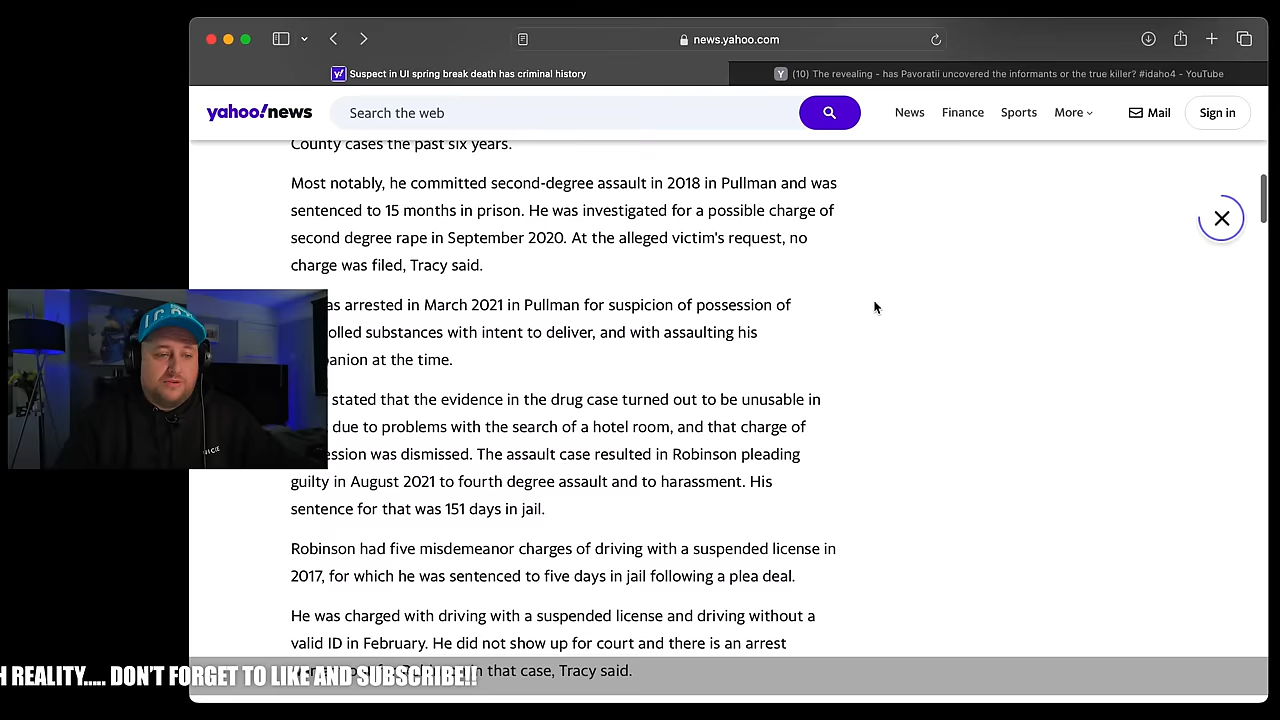 news.yahoo.com
Suspect in UI spring break death has criminal history
(10) The revealing - has Pavoratii uncovered the informants or the true killer? #idaho4 - YouTube
yahoo!news
Search the web
News
Finance
Sports
More
Mail
Sign in
County cases the past six years.
Most notably, he committed second-degree assault in 2018 in Pullman and was
sentenced to 15 months in prison. He was investigated for a possible charge of
second degree rape in September 2020. At the alleged victim's request, no
charge was filed, Tracy said.
as arrested in March 2021 in Pullman for suspicion of possession of
olled substances with intent to deliver, and with assaulting his
anion at the time.
stated that the evidence in the drug case turned out to be unusable in
due to problems with the search of a hotel room, and that charge of
ession was dismissed. The assault case resulted in Robinson pleading
guilty in August 2021 to fourth degree assault and to harassment. His
sentence for that was 151 days in jail.
Robinson had five misdemeanor charges of driving with a suspended license in
2017, for which he was sentenced to five days in jail following a plea deal.
He was charged with driving with a suspended license and driving without a
valid ID in February. He did not show up for court and there is an arrest
in that case, Tracy said.
H REALITY..... DON'T FORGET TO LIKE AND SUBSCRIBE!!